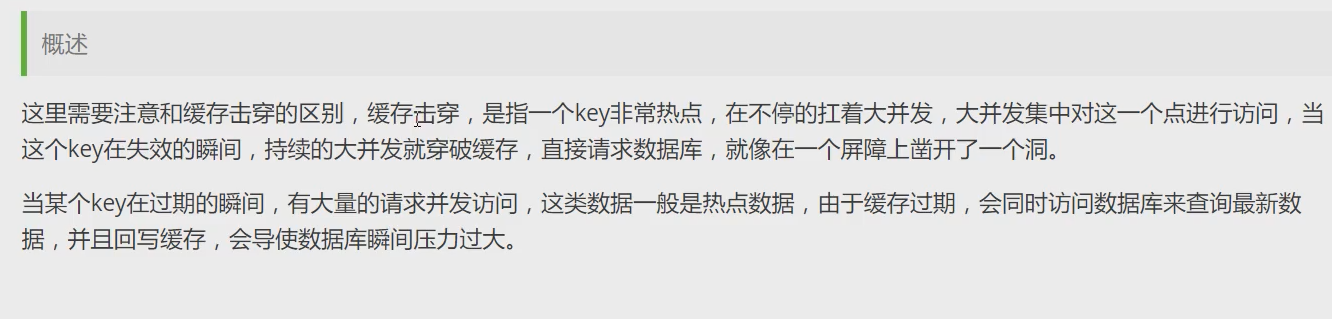 概述
这里需要注意和缓存击穿的区别，缓存击穿，是指一个key非常热点，在不停的扛着大并发，大并发集中对这一个点进行访问，当
这个key在失效的瞬间，持续的大并发就穿破缓存，直接请求数据库，就像在一个屏障上凿开了一个洞。
当某个key在过期的瞬间，有大量的请求并发访问，这类数据一般是热点数据，由于缓存过期，会同时访问数据库来查询最新数
据，并且回写缓存，会导使数据库瞬间压力过大。